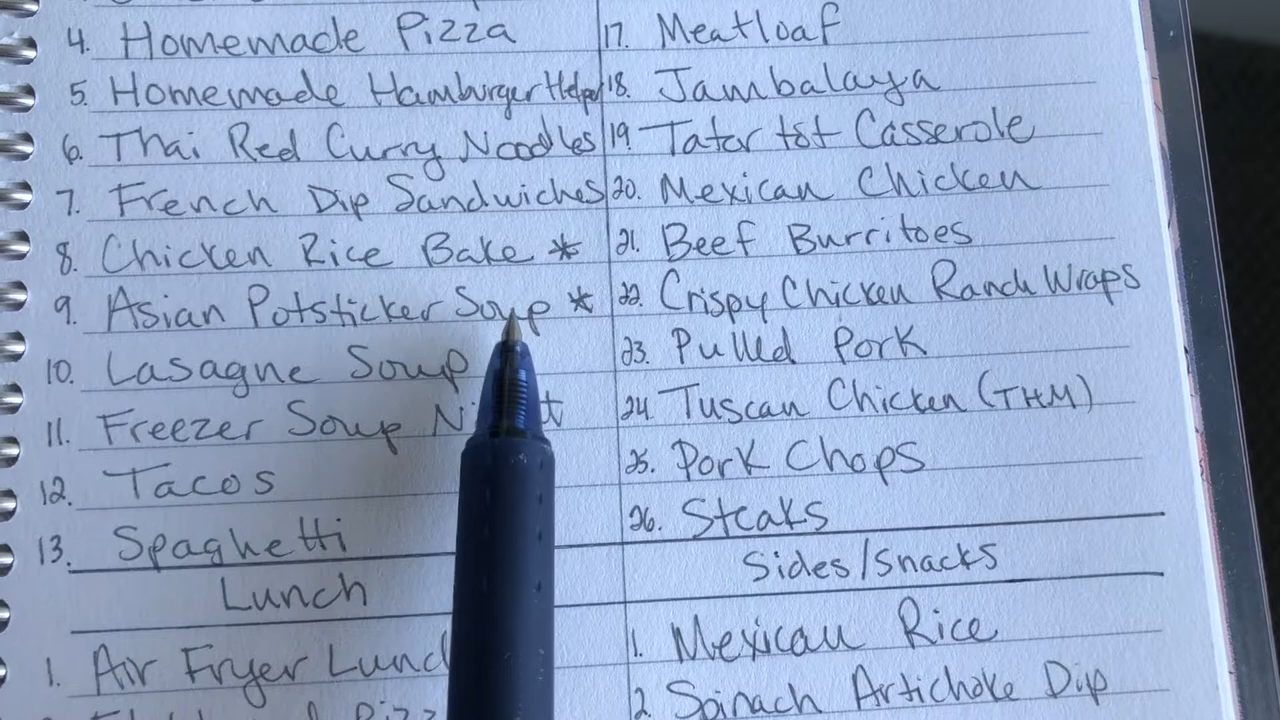 4. Homemade Pizza
5. Homemade Hamburger Helper
6. Thai Red Curry Noodles
7. French Dip Sandwiches
8. Chicken Rice Bake *
9. Asian Potsticker Soup *
10. Lasagne Soup
11. Freezer Soup
12. Tacos
13. Spaghetti
17. Meatloaf
18. Jambalaya
19. Tator tot Casserole
20. Mexican Chicken
21. Beef Burritoes
22. Crispy Chicken Ranch Wraps
23. Pulled Pork
24. Tuscan Chicken (THM)
25. Pork Chops
26. Steaks
Lunch
1. Air Fryer
Sides/Snacks
1. Mexican Rice
2. Spinach Artichoke Dip